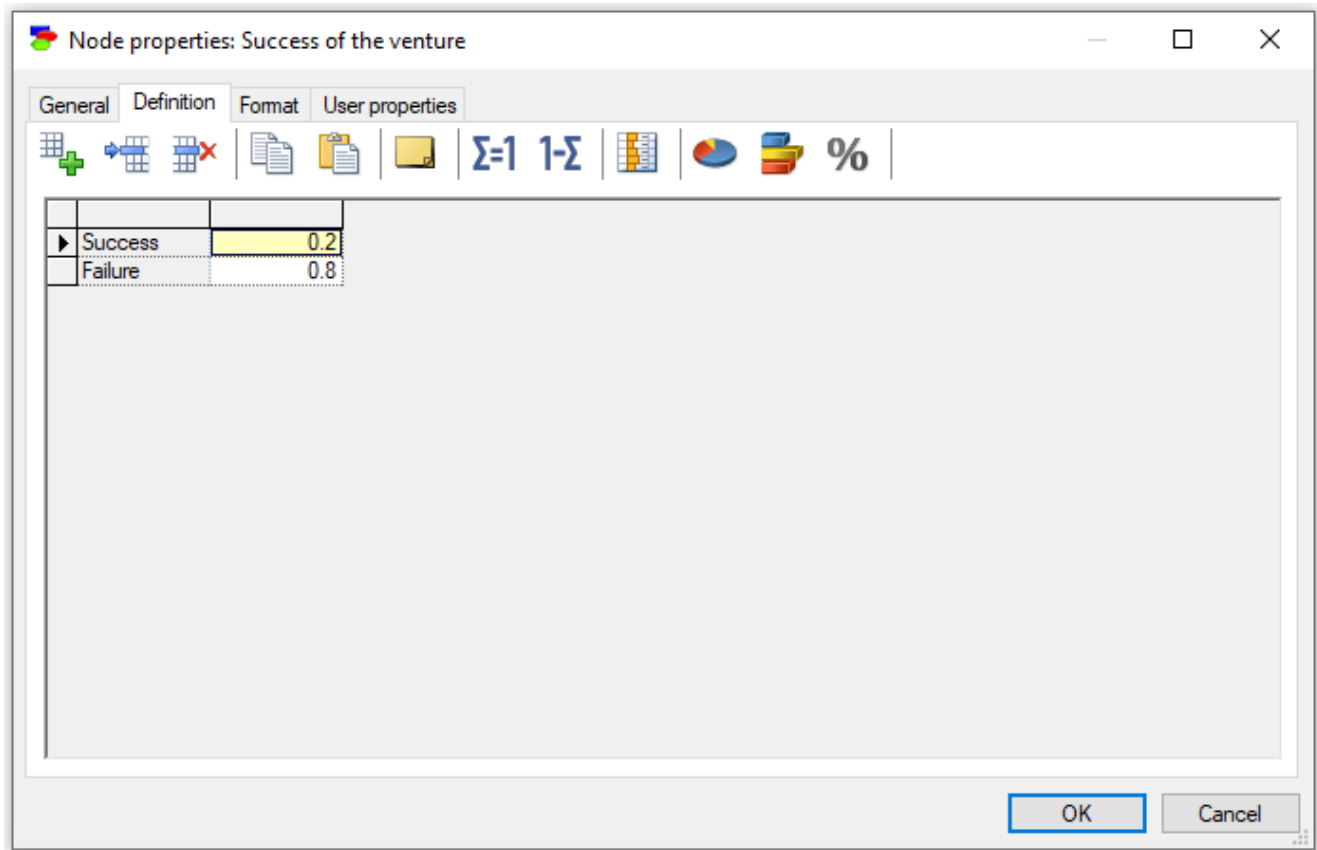 Node properties: Success of the venture
General Definition Format User properties
Σ=1 1-Σ %
Success 0.2
Failure 0.8
OK Cancel